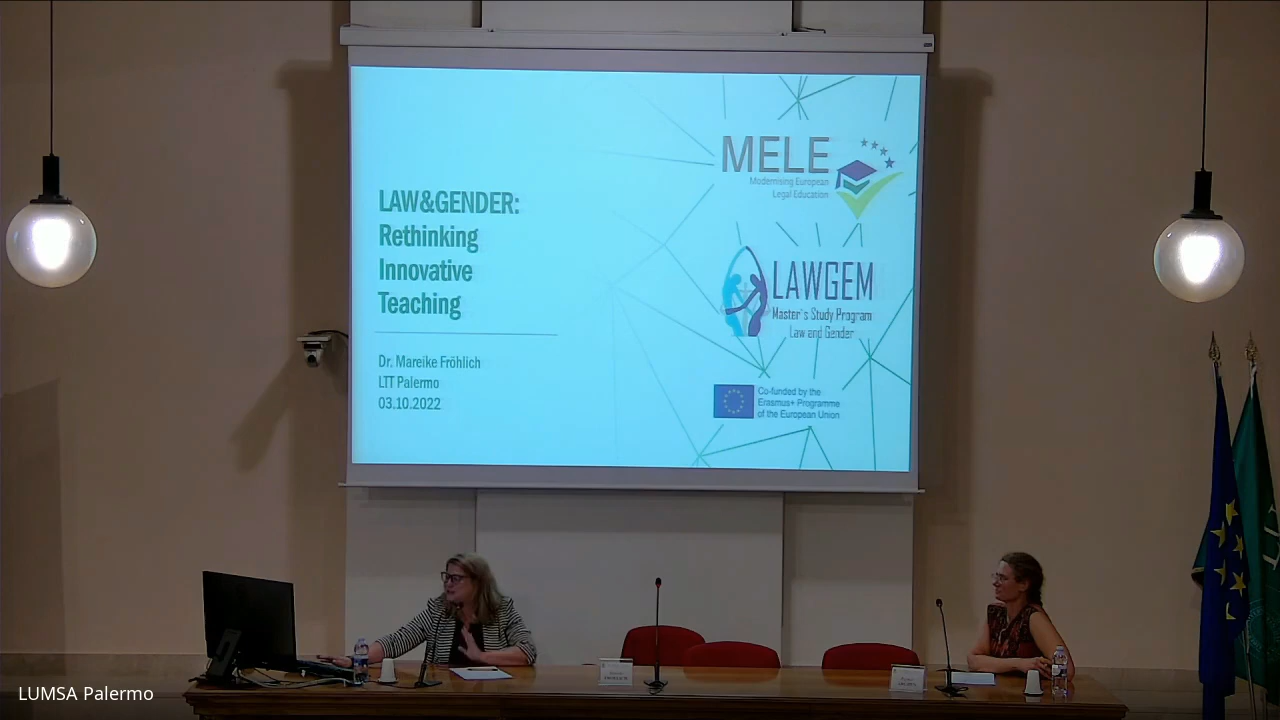 MELE
Modernising European
Legal Education
LAW&GENDER:
Rethinking
Innovative
Teaching
LAWGEM
Master's Study Program
Law and Gender
Dr. Mareike Fröhlich
LTT Palermo
03.10.2022
Co-funded by the
Erasmus+ Programme
of the European Union
LUMSA Palermo